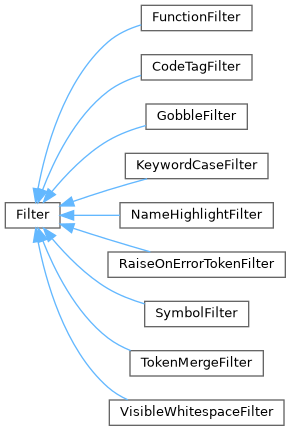 FunctionFilter
CodeTagFilter
GobbleFilter
KeywordCaseFilter
Filter
NameHighlightFilter
RaiseOnErrorTokenFilter
SymbolFilter
TokenMergeFilter
VisibleWhitespaceFilter